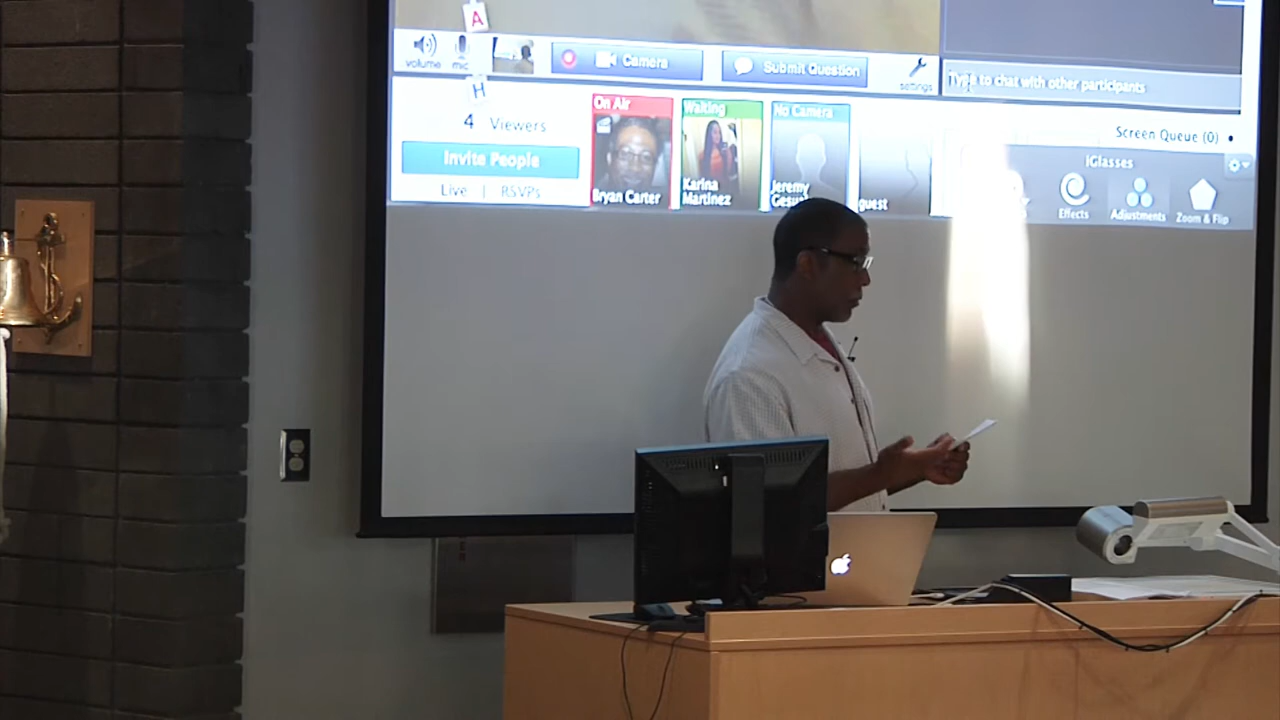 A
volume
mic
Camera
Submit Question
settings
Type to chat with other participants
H
4 Viewers
Invite People
Live | RSVPs
On Air
Bryan Carter
Waiting
Karina
Martinez
No Camera
Jeremy
guest
Screen Queue (0)
iGlasses
Effects
Adjustments
Zoom & Flip